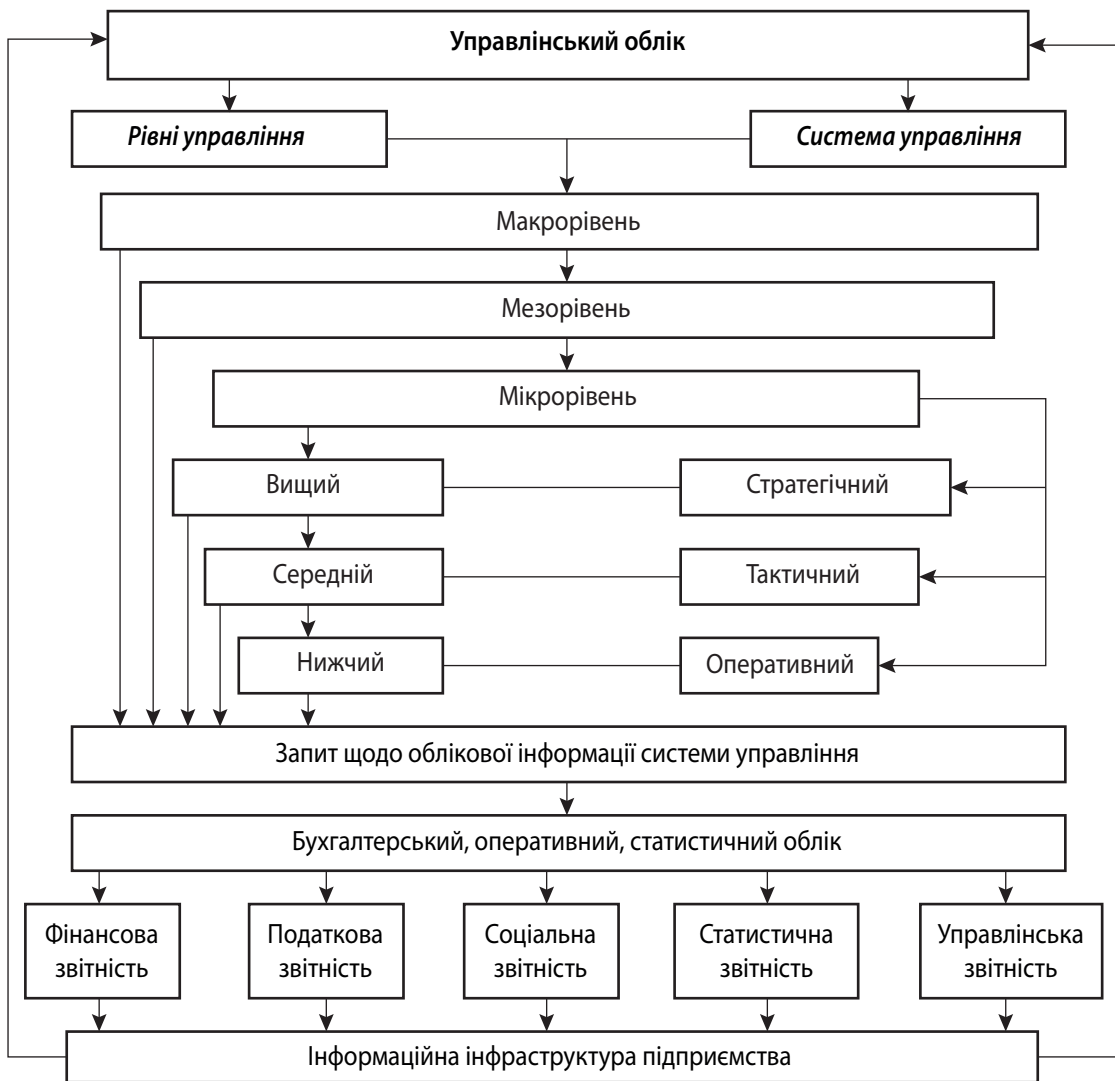 Управлінський облік
Рівні управління
Система управління
Макрорівень
Мезорівень
Мікрорівень
Вищий
Стратегічний
Середній
Тактичний
Нижчий
Оперативний
Запит щодо облікової інформації системи управління
Бухгалтерський, оперативний, статистичний облік
Фінансова
звітність
Податкова
звітність
Соціальна
звітність
Статистична
звітність
Управлінська
звітність
Інформаційна інфраструктура підприємства